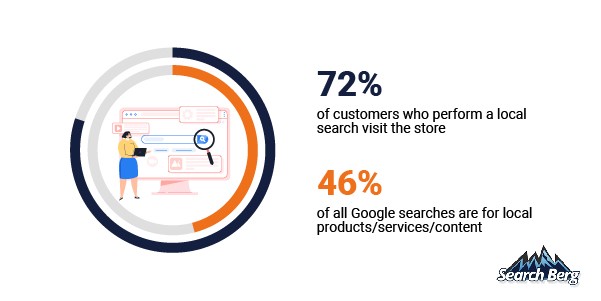 72%
of customers who perform a local
search visit the store
46%
of all Google searches are for local
products/services/content
Search Berg